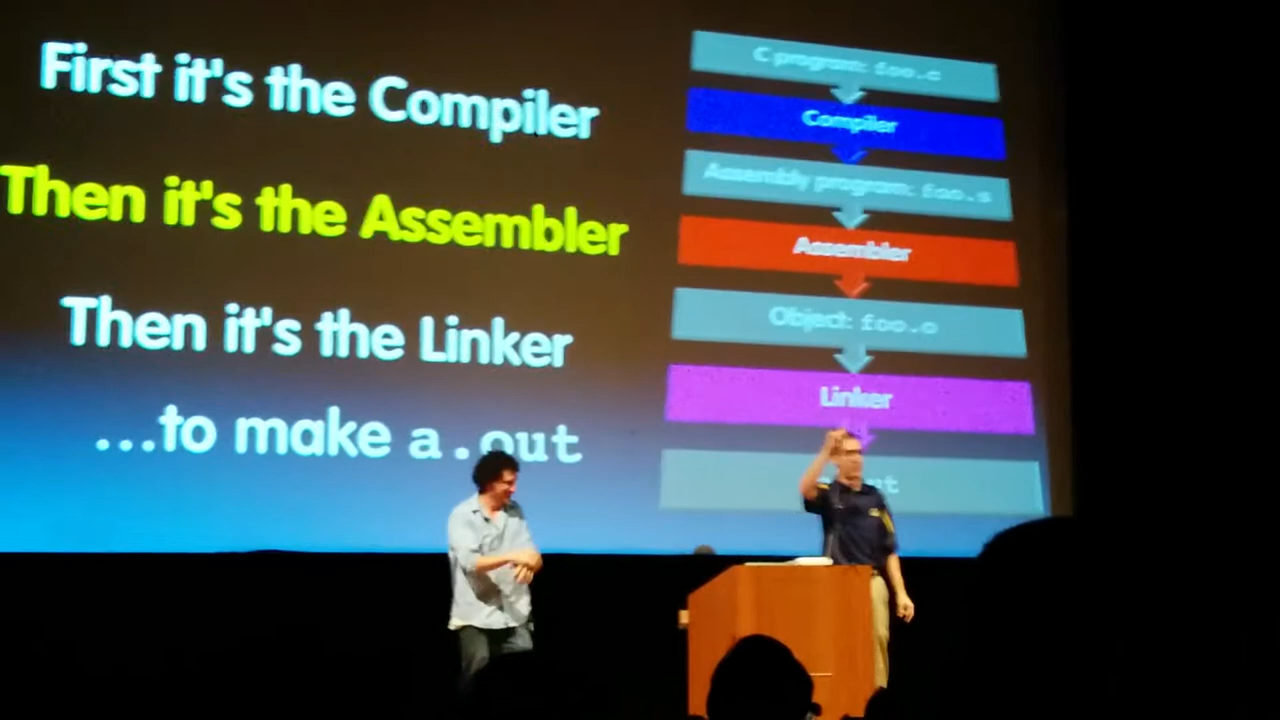 First it's the Compiler
Then it's the Assembler
Then it's the Linker
...to make a.out
C program: foo.c
Compiler
Assembly program: foo.s
Assembler
Object: foo.o
Linker
ut